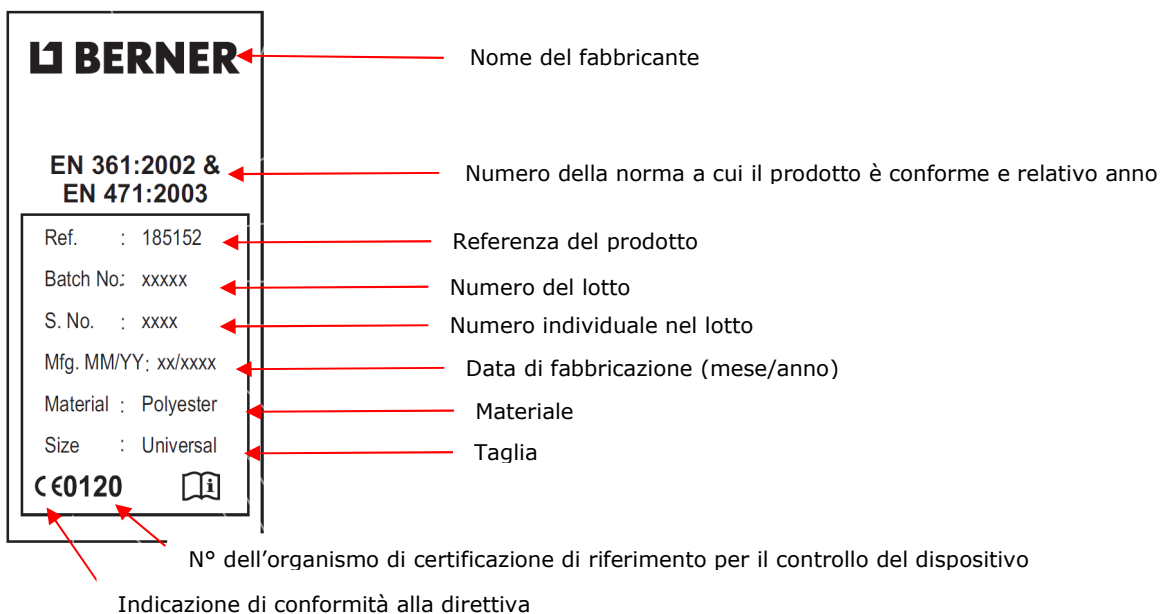 BERNER Nome del fabbricante
EN 361:2002 &
EN 471:2003
Numero della norma a cui il prodotto è conforme e relativo anno
Ref. : 185152 Referenza del prodotto
Batch No.: xxxxx Numero del lotto
S. No. : xxxx Numero individuale nel lotto
Mfg. MM/YY: xx/xxxx Data di fabbricazione (mese/anno)
Material : Polyester Materiale
Size : Universal Taglia
CE0120 i
N° dell’organismo di certificazione di riferimento per il controllo del dispositivo
Indicazione di conformità alla direttiva